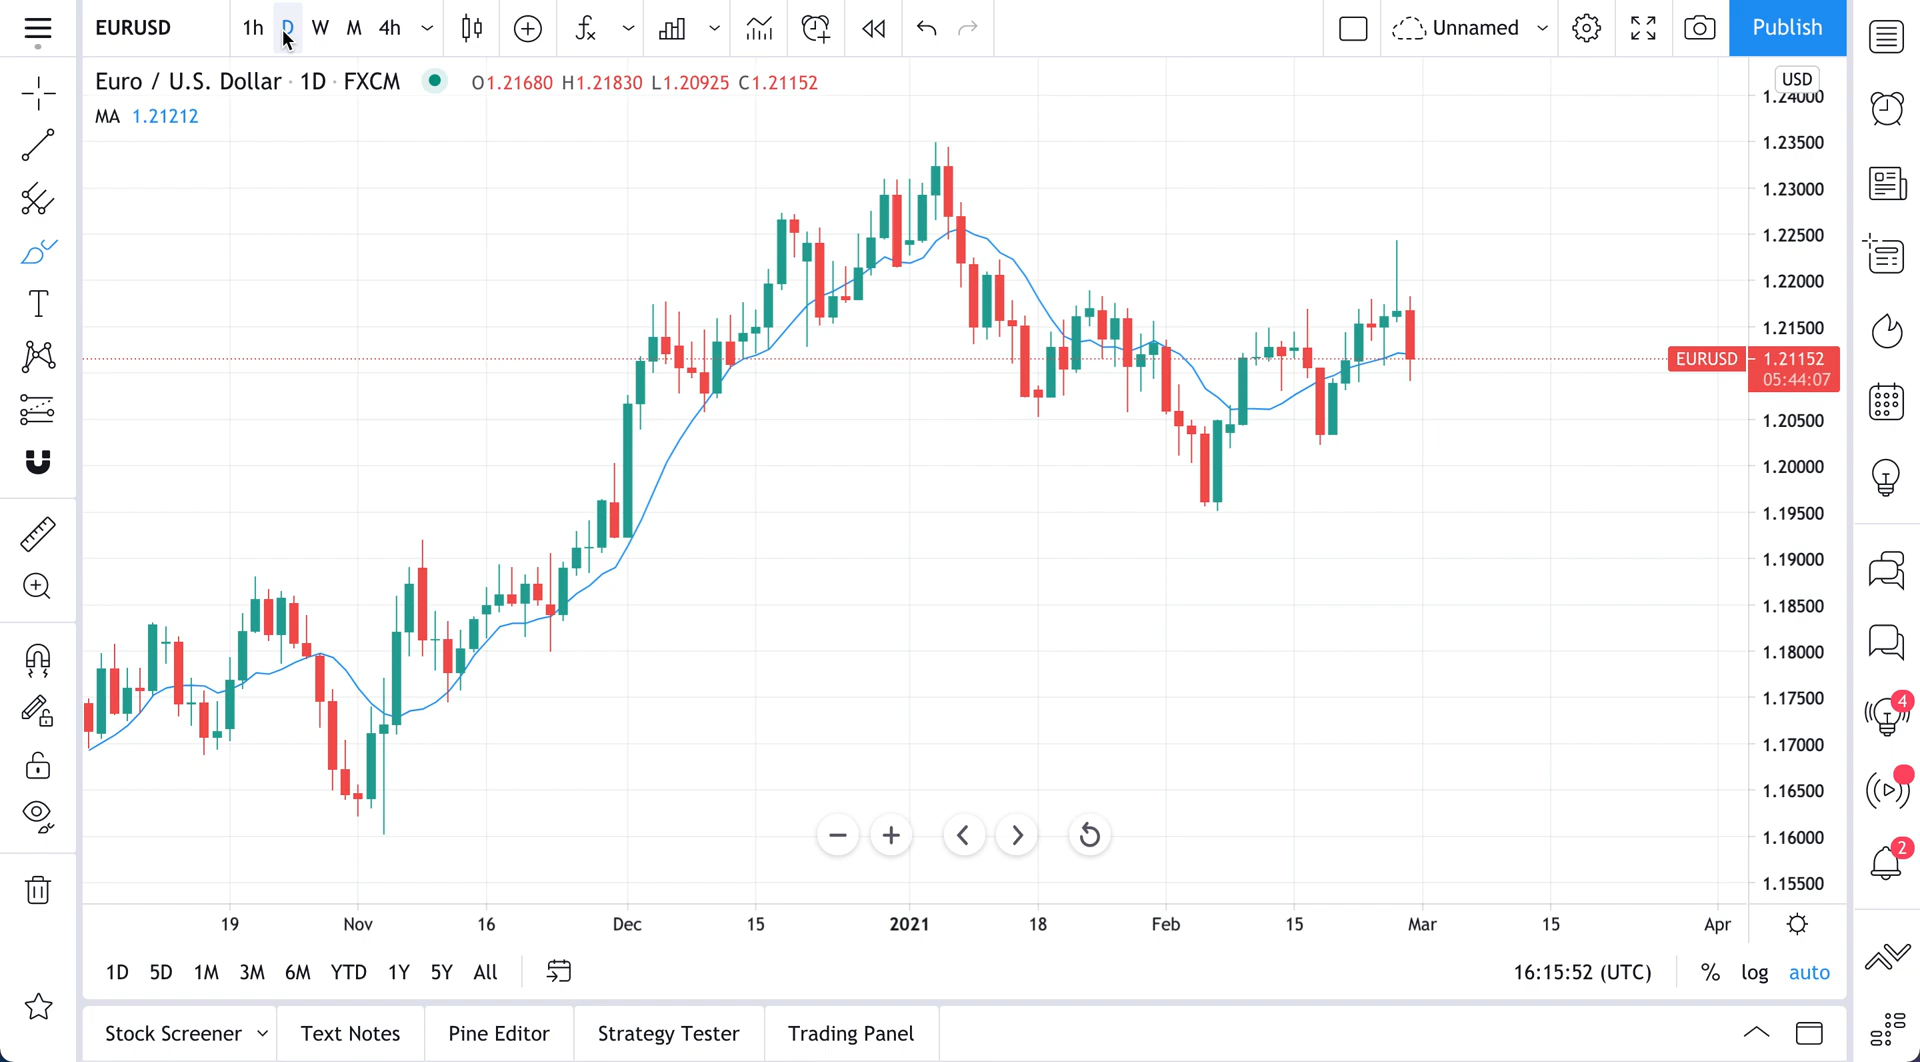 EURUSD 1h D W M 4h Unnamed Publish
Euro / U.S. Dollar · 1D · FXCM O1.21680 H1.21830 L1.20925 C1.21152
MA 1.21212
USD
1.24000
1.23500
1.23000
1.22500
1.22000
1.21500
EURUSD 1.21152
05:44:07
1.20500
1.20000
1.19500
1.19000
1.18500
1.18000
1.17500
1.17000
1.16500
1.16000
1.15500
4
2
19 Nov 16 Dec 15 2021 18 Feb 15 Mar 15 Apr
1D 5D 1M 3M 6M YTD 1Y 5Y All 16:15:52 (UTC) % log auto
Stock Screener Text Notes Pine Editor Strategy Tester Trading Panel